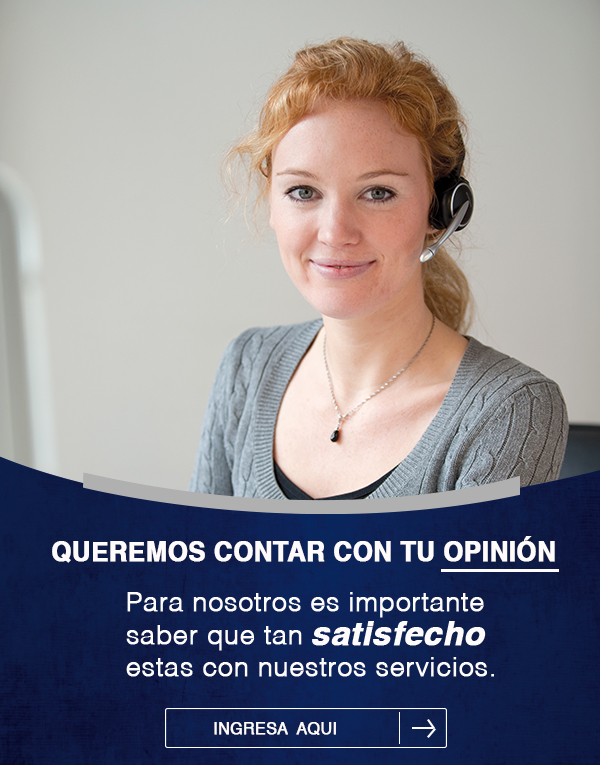 QUEREMOS CONTAR CON TU OPINIÓN
Para nosotros es importante
saber que tan satisfecho
estas con nuestros servicios.
INGRESA AQUI